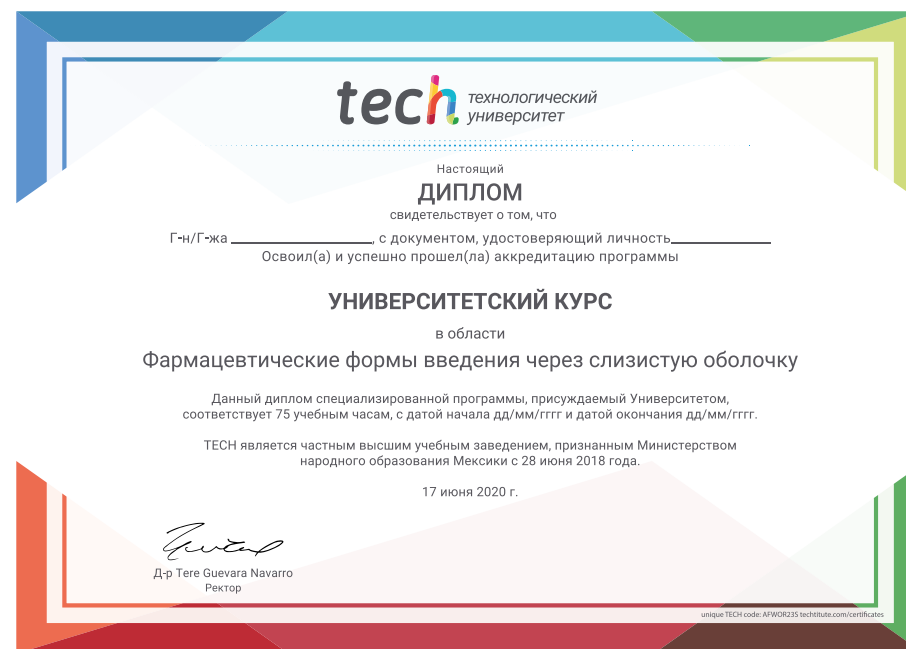 tech технологический
университет
Настоящий
ДИПЛОМ
свидетельствует о том, что
Г-н/Г-жа ____________________, с документом, удостоверяющий личность______________
Освоил(а) и успешно прошел(ла) аккредитацию программы
УНИВЕРСИТЕТСКИЙ КУРС
в области
Фармацевтические формы введения через слизистую оболочку
Данный диплом специализированной программы, присуждаемый Университетом,
соответствует 75 учебным часам, с датой начала дд/мм/гггг и датой окончания дд/мм/гггг.
TECH является частным высшим учебным заведением, признанным Министерством
народного образования Мексики с 28 июня 2018 года.
17 июня 2020 г.
Д-р Tere Guevara Navarro
Ректор
unique TECH code: AFWOR23S techtitute.com/certificates